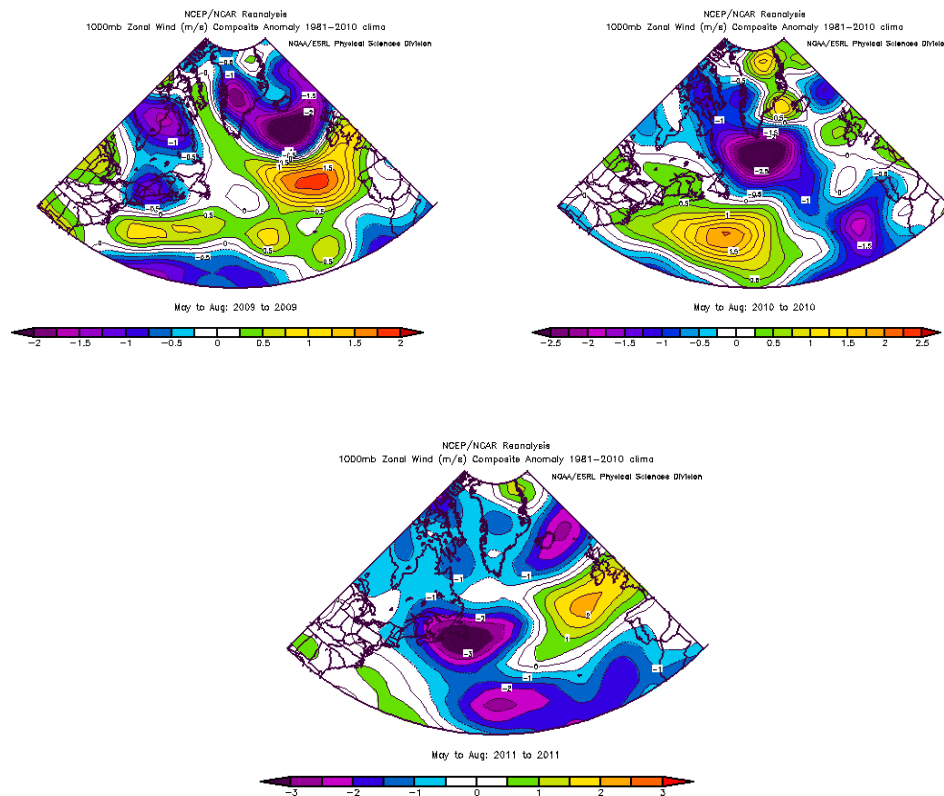 NCEP/NCAR Reanalysis
1000mb Zonal Wind (m/s) Composite Anomaly 1981-2010 clima
NOAA/ESRL Physical Sciences Division
May to Aug: 2009 to 2009
-2 -1.5 -1 -0.5 0 0.5 1 1.5 2
NCEP/NCAR Reanalysis
1000mb Zonal Wind (m/s) Composite Anomaly 1981-2010 clima
NOAA/ESRL Physical Sciences Division
May to Aug: 2010 to 2010
-2.5 -2 -1.5 -1 -0.5 0 0.5 1 1.5 2 2.5
NCEP/NCAR Reanalysis
1000mb Zonal Wind (m/s) Composite Anomaly 1981-2010 clima
NOAA/ESRL Physical Sciences Division
May to Aug: 2011 to 2011
-3 -2 -1 0 1 2 3